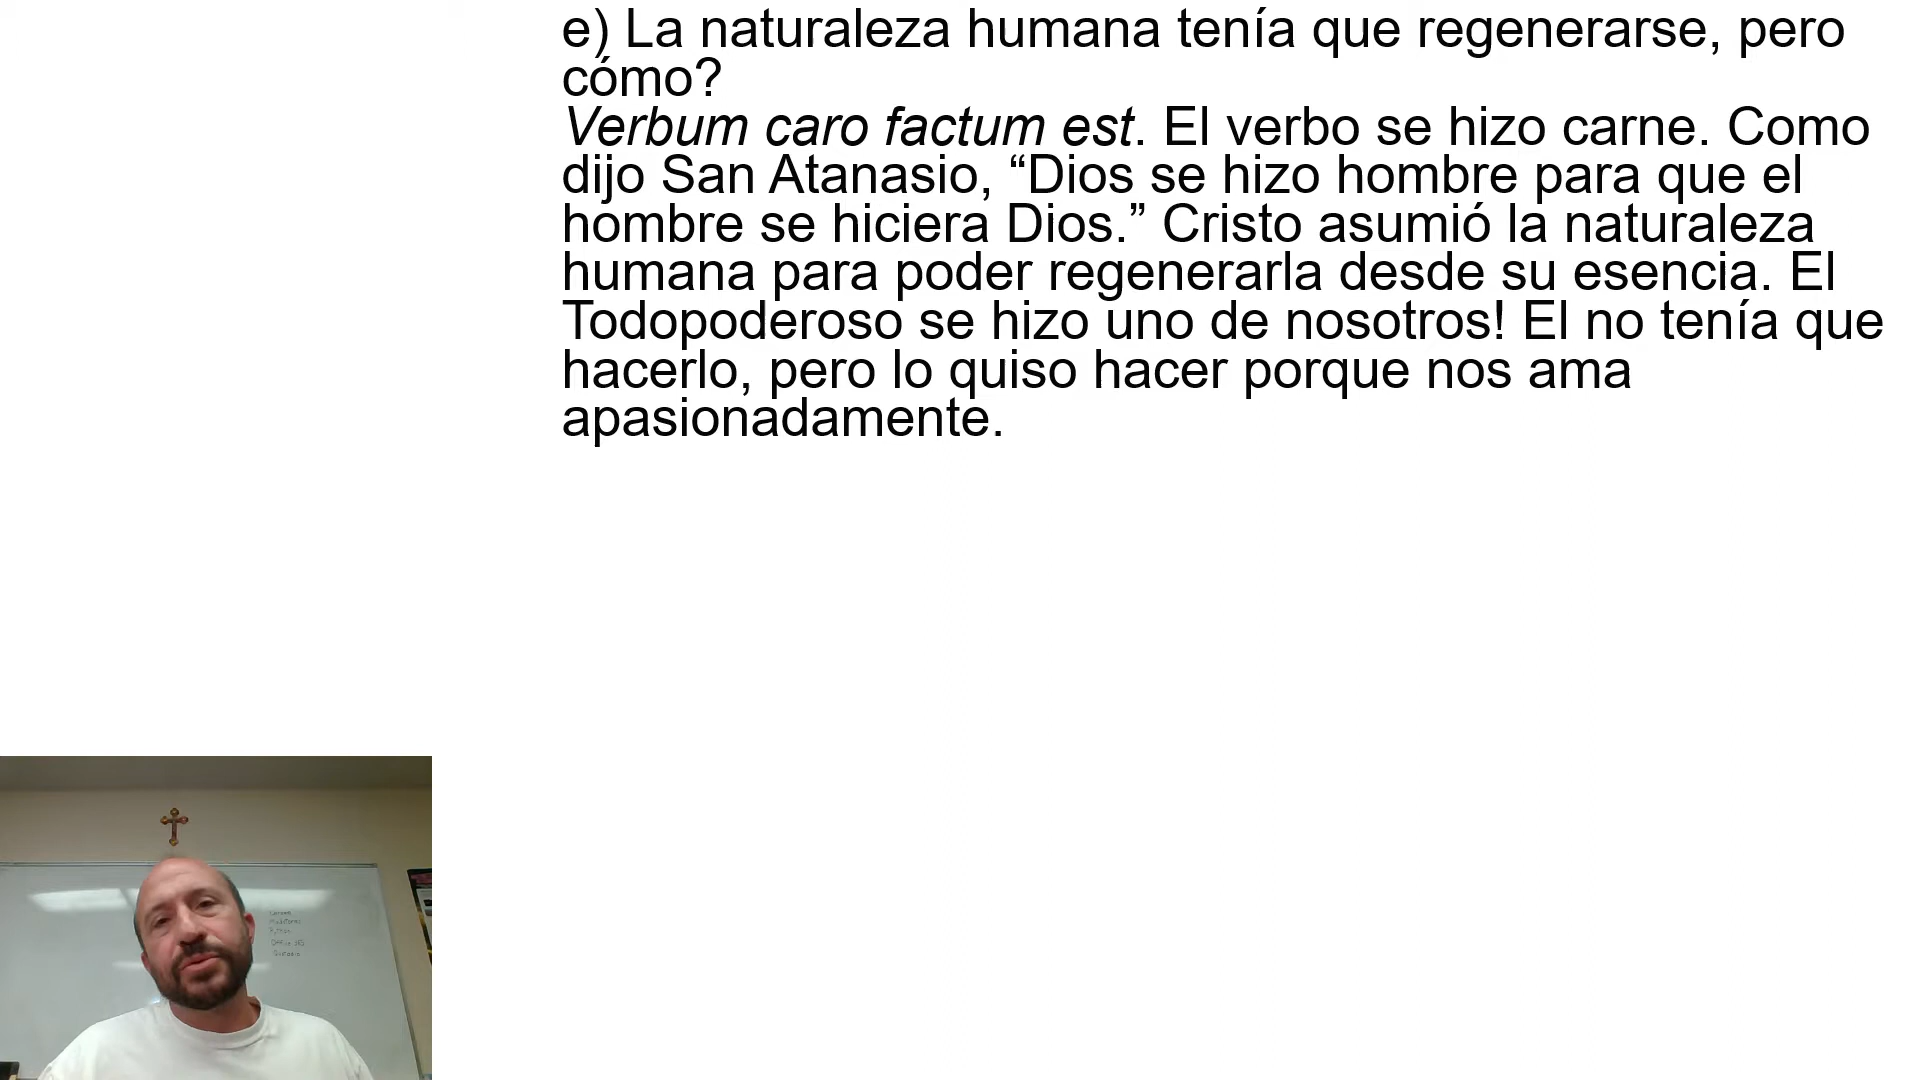 e) La naturaleza humana tenía que regenerarse, pero
cómo?
Verbum caro factum est. El verbo se hizo carne. Como
dijo San Atanasio, “Dios se hizo hombre para que el
hombre se hiciera Dios.” Cristo asumió la naturaleza
humana para poder regenerarla desde su esencia. El
Todopoderoso se hizo uno de nosotros! El no tenía que
hacerlo, pero lo quiso hacer porque nos ama
apasionadamente.